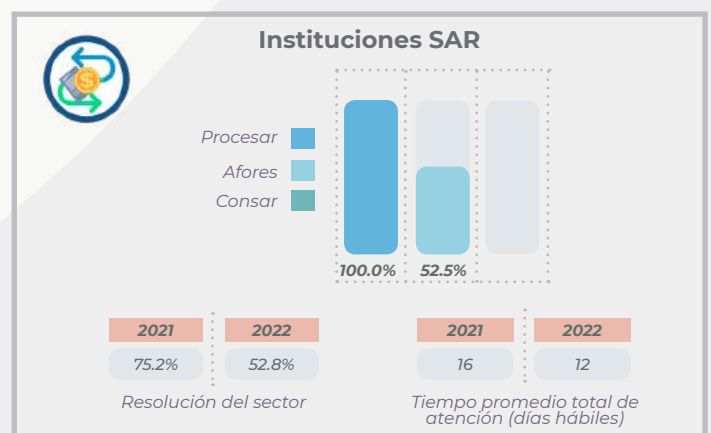 Instituciones SAR
Procesar
Afores
Consar
100.0% 52.5%
2021 2022
75.2% 52.8%
Resolución del sector
2021 2022
16 12
Tiempo promedio total de
atención (días hábiles)